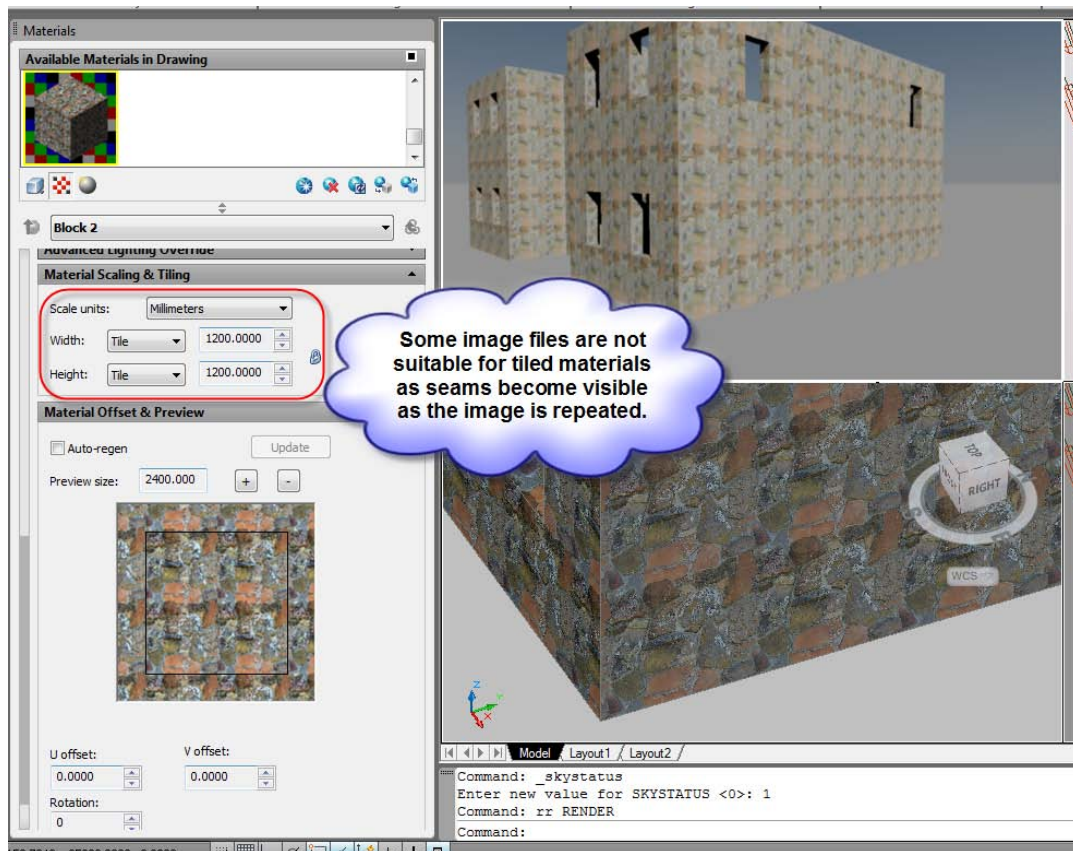 Materials
Available Materials in Drawing
Block 2
Advanced Lighting Override
Material Scaling & Tiling
Scale units: Millimeters
Width: Tile 1200.0000
Height: Tile 1200.0000
Some image files are not
suitable for tiled materials
as seams become visible
as the image is repeated.
Material Offset & Preview
Auto-regen Update
Preview size: 2400.000 + -
U offset: V offset:
0.0000 0.0000
Rotation:
0
TOP
RIGHT
WCS
Z
Y
X
Model Layout1 Layout2
Command: _skystatus
Enter new value for SKYSTATUS <0>: 1
Command: rr RENDER
Command: